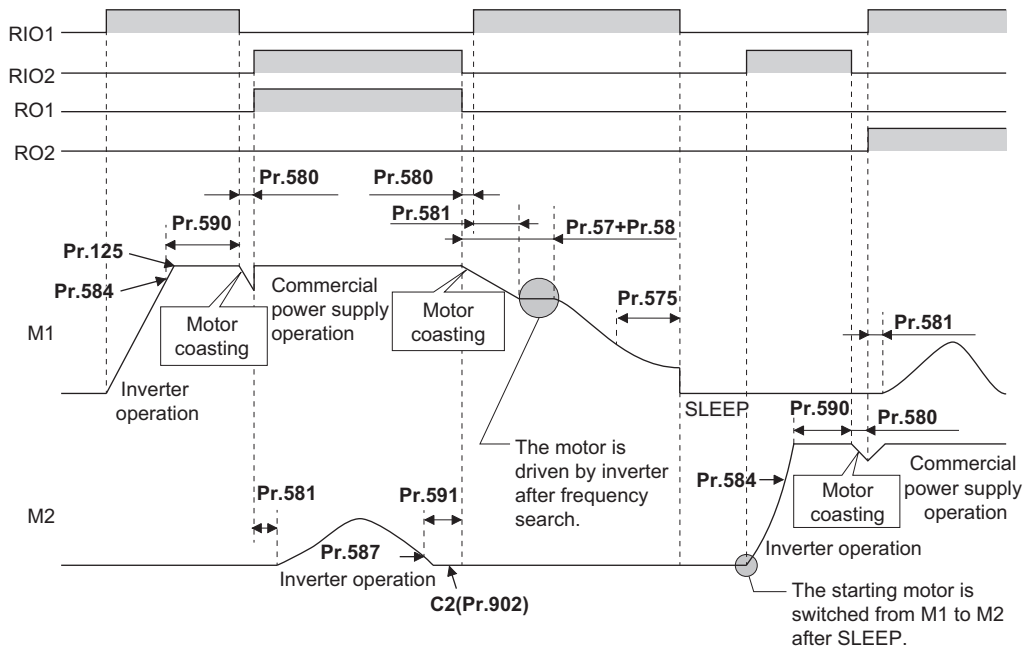 RIO1
RIO2
RO1
RO2
Pr.580
Pr.580
Pr.590
Pr.581
Pr.57+Pr.58
Pr.125
Pr.584
Commercial
power supply
operation
Motor
coasting
Motor
coasting
Pr.575
Pr.581
M1
Inverter
operation
SLEEP
Pr.590
Pr.580
The motor is
driven by inverter
after frequency
search.
Pr.584
Motor
coasting
Commercial
power supply
operation
Pr.581
Pr.591
M2
Pr.587
Inverter operation
Inverter operation
C2(Pr.902)
The starting motor is
switched from M1 to M2
after SLEEP.